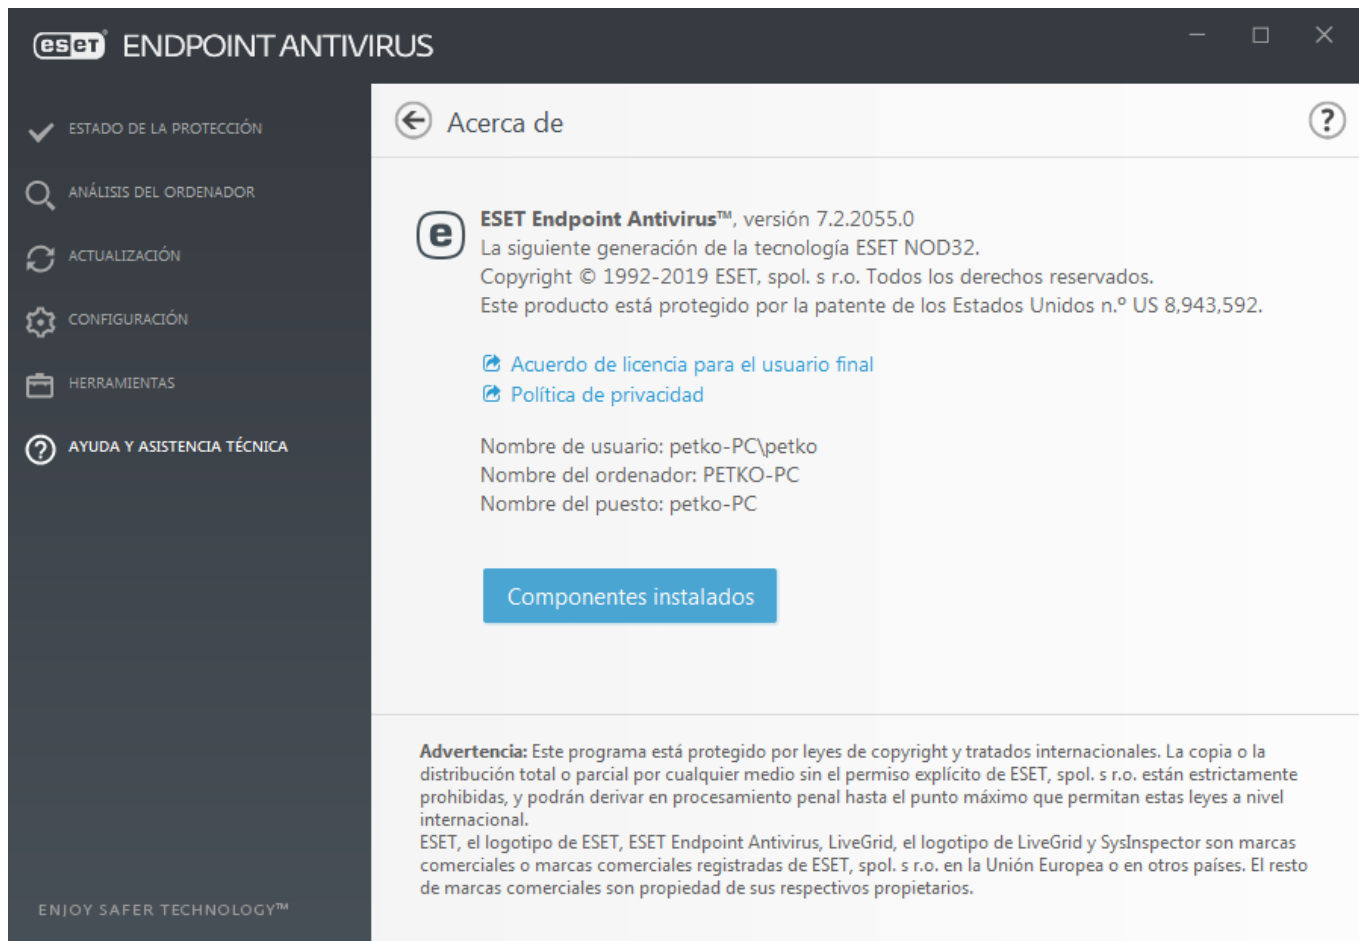 eset ENDPOINT ANTIVIRUS
ESTADO DE LA PROTECCIÓN
ANÁLISIS DEL ORDENADOR
ACTUALIZACIÓN
CONFIGURACIÓN
HERRAMIENTAS
AYUDA Y ASISTENCIA TÉCNICA
ENJOY SAFER TECHNOLOGY™
Acerca de
?
e
ESET Endpoint Antivirus™, versión 7.2.2055.0
La siguiente generación de la tecnología ESET NOD32.
Copyright © 1992-2019 ESET, spol. s r.o. Todos los derechos reservados.
Este producto está protegido por la patente de los Estados Unidos n.º US 8,943,592.
Acuerdo de licencia para el usuario final
Política de privacidad
Nombre de usuario: petko-PC\petko
Nombre del ordenador: PETKO-PC
Nombre del puesto: petko-PC
Componentes instalados
Advertencia: Este programa está protegido por leyes de copyright y tratados internacionales. La copia o la
distribución total o parcial por cualquier medio sin el permiso explícito de ESET, spol. s r.o. están estrictamente
prohibidas, y podrán derivar en procesamiento penal hasta el punto máximo que permitan estas leyes a nivel
internacional.
ESET, el logotipo de ESET, ESET Endpoint Antivirus, LiveGrid, el logotipo de LiveGrid y SysInspector son marcas
comerciales o marcas comerciales registradas de ESET, spol. s r.o. en la Unión Europea o en otros países. El resto
de marcas comerciales son propiedad de sus respectivos propietarios.